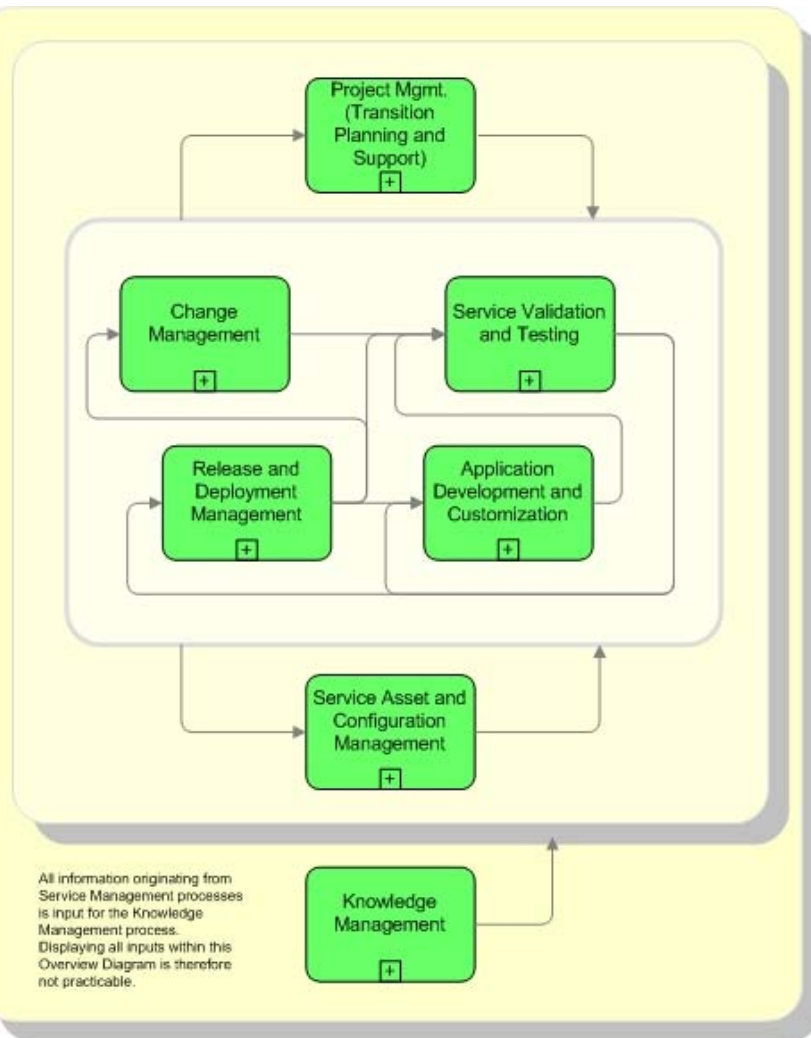 Project Mgmt.
(Transition
Planning and
Support)
Change
Management
Service Validation
and Testing
Release and
Deployment
Management
Application
Development and
Customization
Service Asset and
Configuration
Management
All information originating from
Service Management processes
is input for the Knowledge
Management process.
Displaying all inputs within this
Overview Diagram is therefore
not practicable.
Knowledge
Management